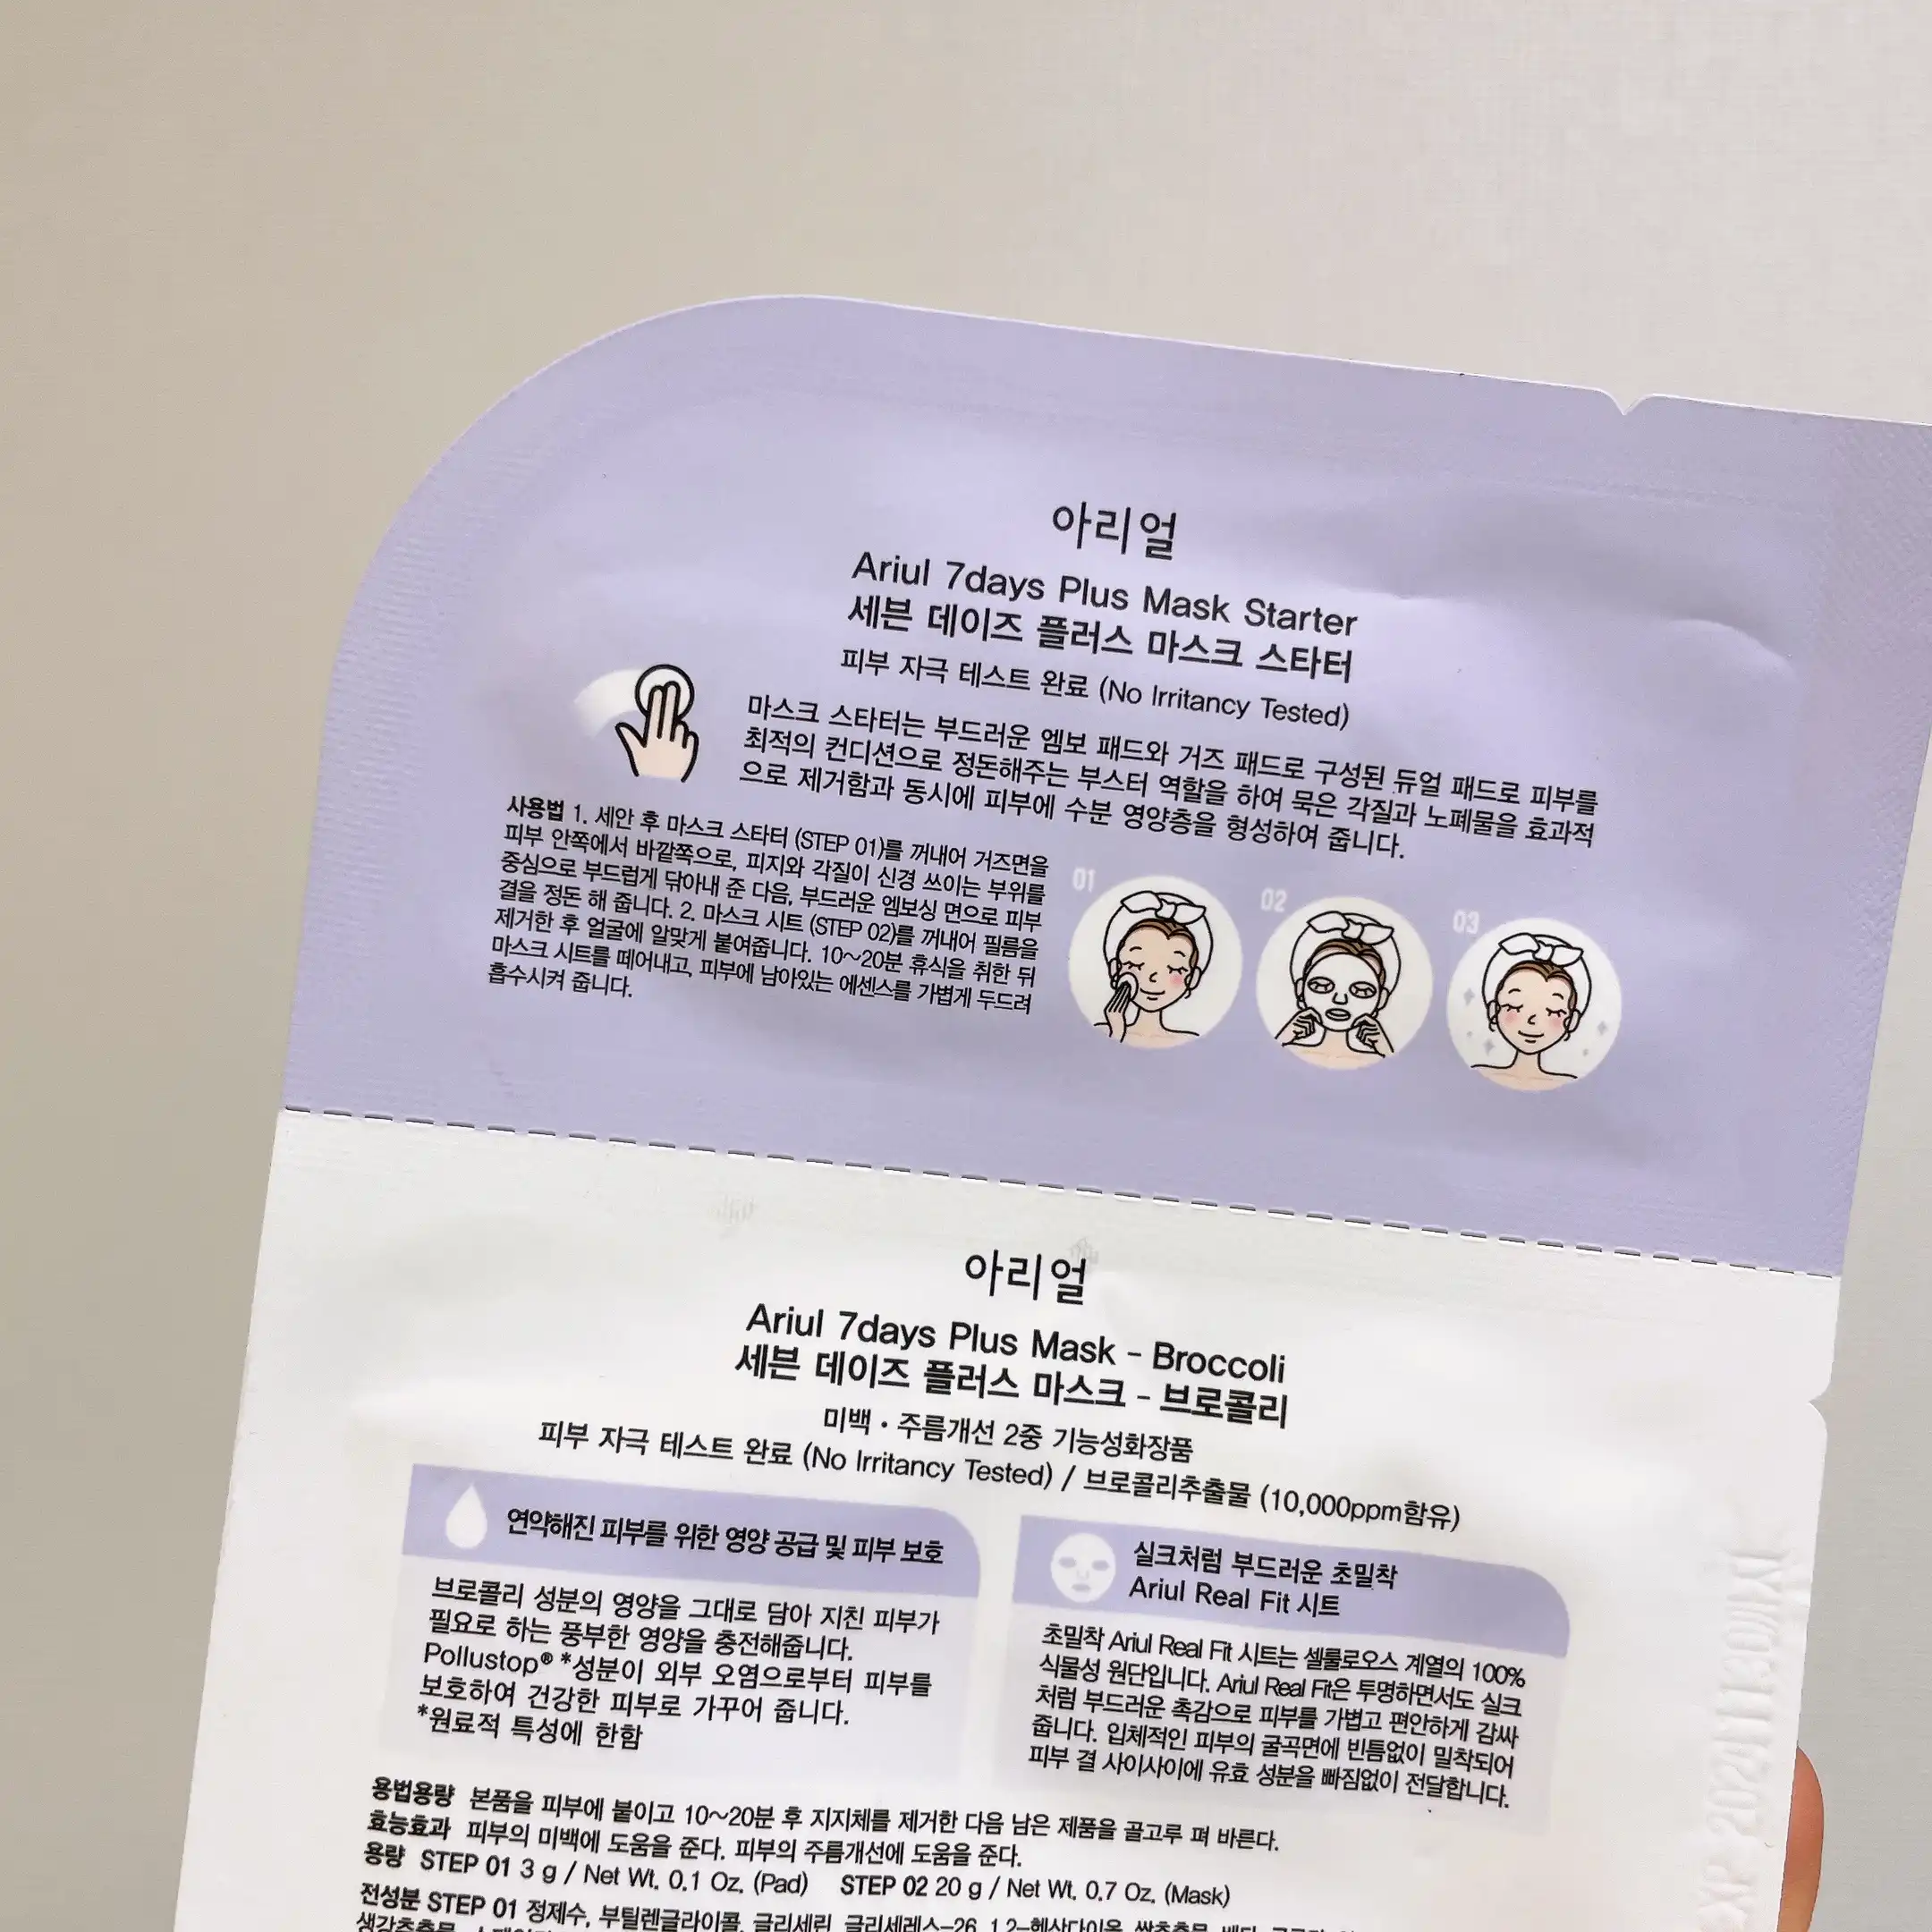 아리얼
Ariul 7days Plus Mask Starter
세븐 데이즈 플러스 마스크 스타터
피부 자극 테스트 완료 (No Irritancy Tested)
마스크 스타터는 부드러운 엠보 패드와 거즈 패드로 구성된 듀얼 패드로 피부를
최적의 컨디션으로 정돈해주는 부스터 역할을 하여 묵은 각질과 노폐물을 효과적
으로 제거함과 동시에 피부에 수분 영양층을 형성하여 줍니다.
사용법 1. 세안 후 마스크 스타터 (STEP 01)를 꺼내어 거즈면을
피부 안쪽에서 바깥쪽으로, 피지와 각질이 신경 쓰이는 부위를
중심으로 부드럽게 닦아내 준 다음, 부드러운 엠보싱 면으로 피부
결을 정돈 해 줍니다. 2. 마스크 시트 (STEP 02)를 꺼내어 필름을
제거한 후 얼굴에 알맞게 붙여줍니다. 10~20분 휴식을 취한 뒤
마스크 시트를 떼어내고, 피부에 남아있는 에센스를 가볍게 두드려
흡수시켜 줍니다.
01
02
03
아리얼
Ariul 7days Plus Mask - Broccoli
세븐 데이즈 플러스 마스크 - 브로콜리
미백 · 주름개선 2중 기능성화장품
피부 자극 테스트 완료 (No Irritancy Tested) / 브로콜리추출물 (10,000ppm함유)
연약해진 피부를 위한 영양 공급 및 피부 보호
브로콜리 성분의 영양을 그대로 담아 지친 피부가
필요로 하는 풍부한 영양을 충전해줍니다.
Pollustop® *성분이 외부 오염으로부터 피부를
보호하여 건강한 피부로 가꾸어 줍니다.
*원료적 특성에 한함
실크처럼 부드러운 초밀착
Ariul Real Fit 시트
초밀착 Ariul Real Fit 시트는 셀룰로오스 계열의 100%
식물성 원단입니다. Ariul Real Fit은 투명하면서도 실크
처럼 부드러운 촉감으로 피부를 가볍고 편안하게 감싸
줍니다. 입체적인 피부의 굴곡면에 빈틈없이 밀착되어
피부 결 사이사이에 유효 성분을 빠짐없이 전달합니다.
용법용량 본품을 피부에 붙이고 10~20분 후 지지체를 제거한 다음 남은 제품을 골고루 펴 바른다.
효능효과 피부의 미백에 도움을 준다. 피부의 주름개선에 도움을 준다.
용량 STEP 01 3 g / Net Wt. 0.1 Oz. (Pad) STEP 02 20 g / Net Wt. 0.7 Oz. (Mask)
전성분 STEP 01 정제수, 부틸렌글라이콜, 글리세린, 글리세레스-26, 1,2-헥산다이올,